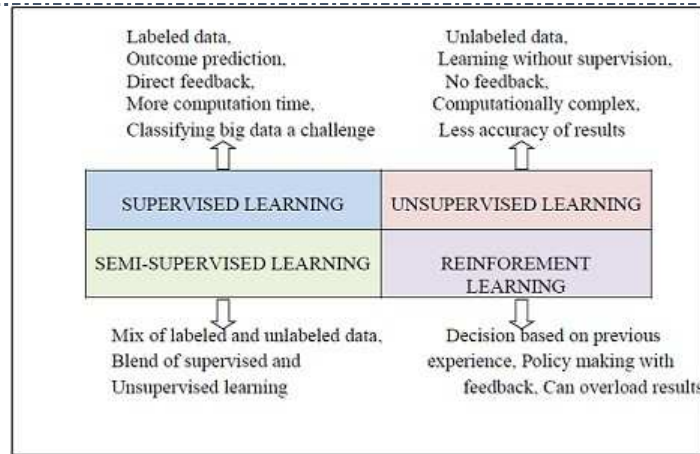 Labeled data,
Outcome prediction,
Direct feedback,
More computation time,
Classifying big data a challenge
Unlabeled data,
Learning without supervision,
No feedback,
Computationally complex,
Less accuracy of results
SUPERVISED LEARNING
UNSUPERVISED LEARNING
SEMI-SUPERVISED LEARNING
REINFOREMENT
LEARNING
Mix of labeled and unlabeled data,
Blend of supervised and
Unsupervised learning
Decision based on previous
experience, Policy making with
feedback, Can overload results